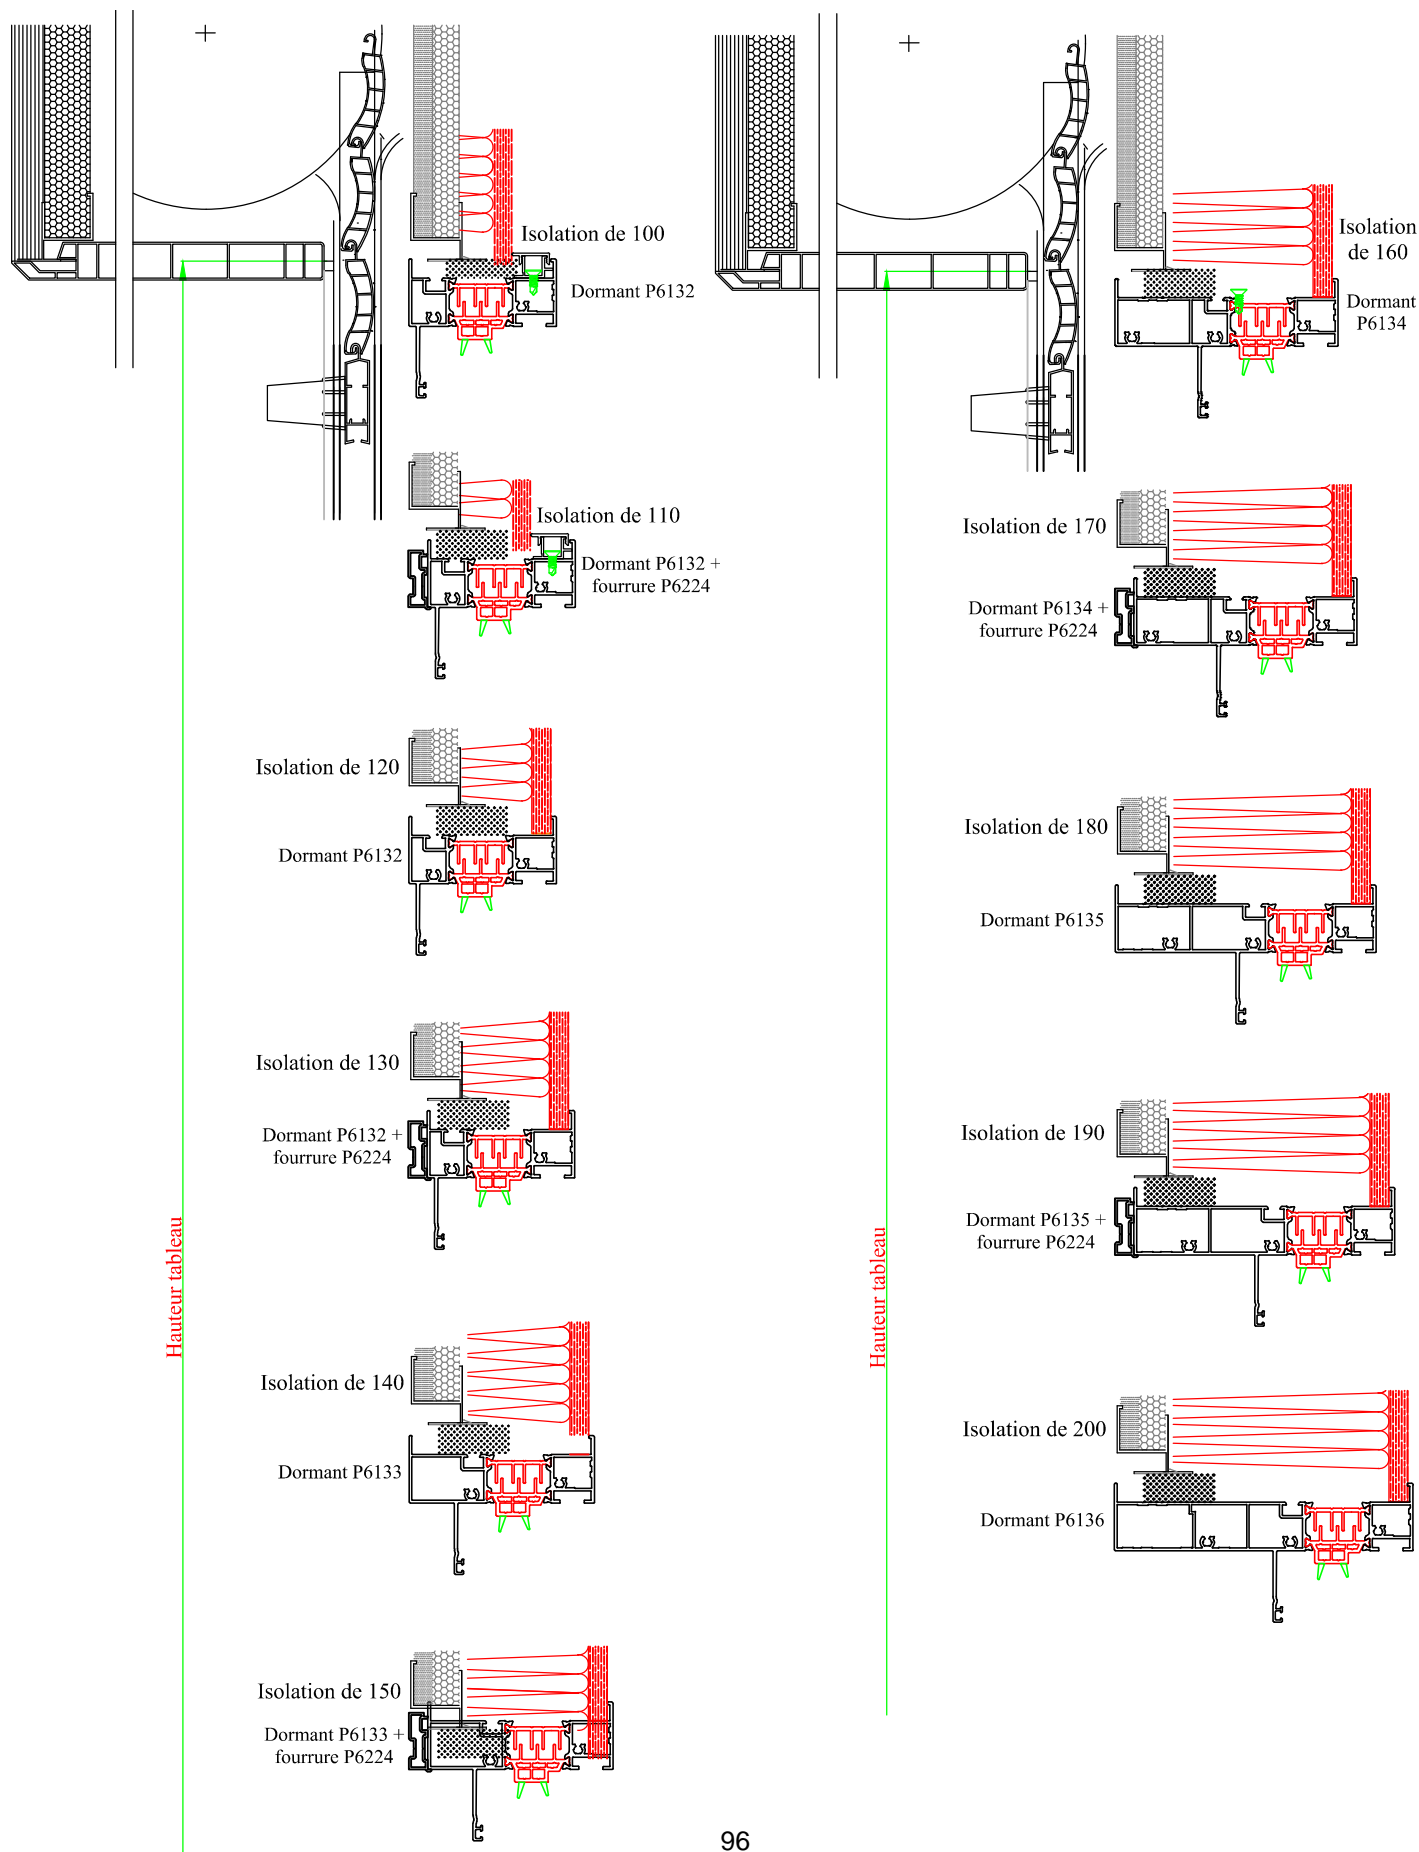 Isolation de 100
Dormant P6132
Isolation de 110
Dormant P6132 +
fourrure P6224
Isolation de 120
Dormant P6132
Isolation de 130
Dormant P6132 +
fourrure P6224
Hauteur tableau
Isolation de 140
Dormant P6133
Isolation de 150
Dormant P6133 +
fourrure P6224
Isolation
de 160
Dormant
P6134
Isolation de 170
Dormant P6134 +
fourrure P6224
Isolation de 180
Dormant P6135
Isolation de 190
Dormant P6135 +
fourrure P6224
Hauteur tableau
Isolation de 200
Dormant P6136
96